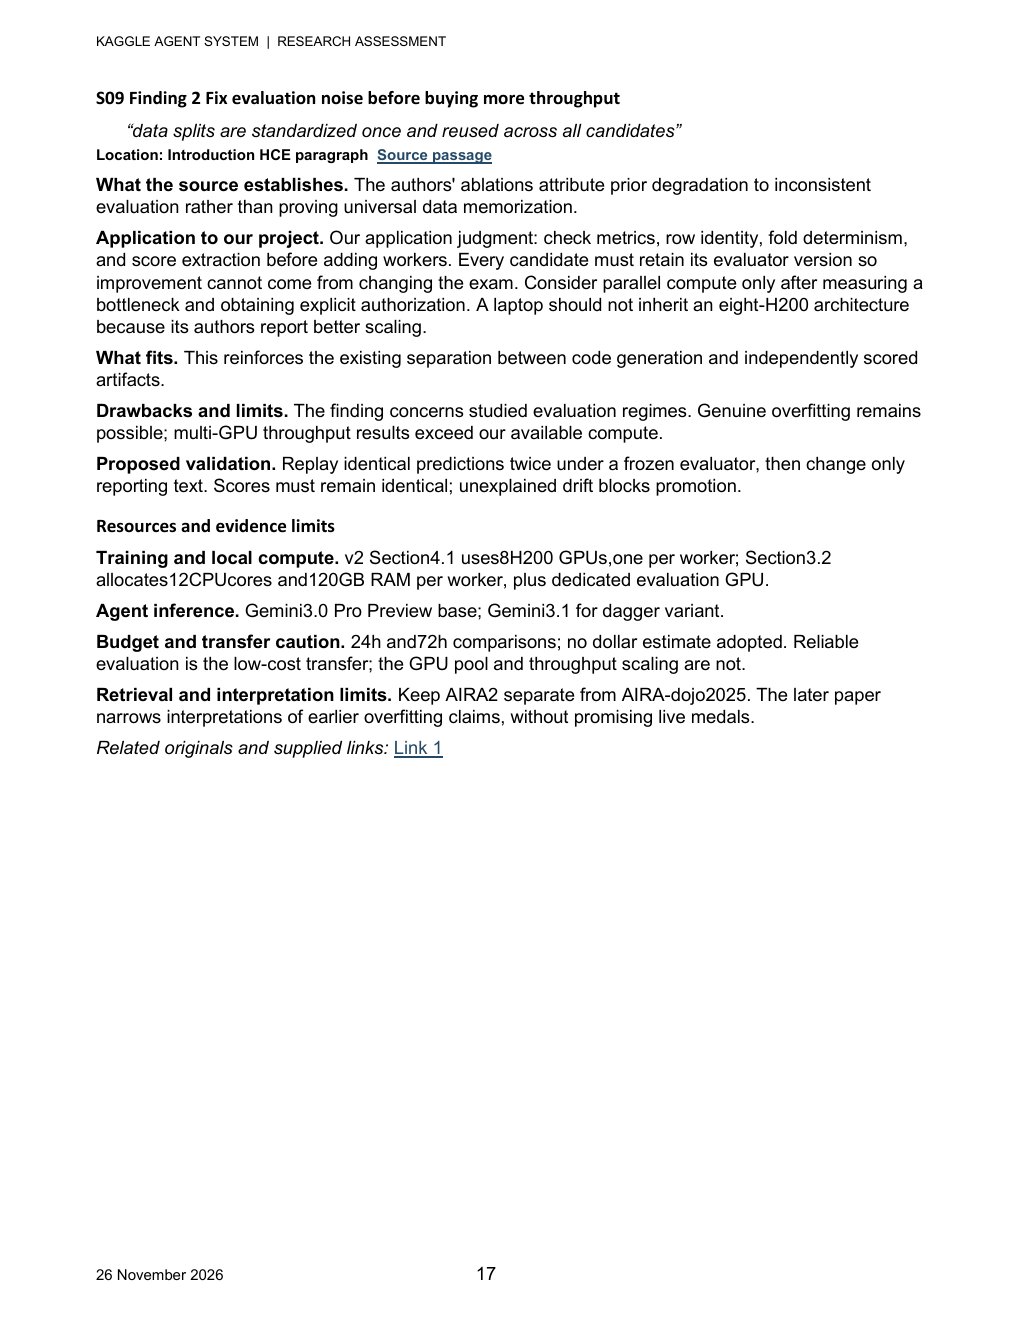 KAGGLE AGENT SYSTEM | RESEARCH ASSESSMENT
S09 Finding 2 Fix evaluation noise before buying more throughput
“data splits are standardized once and reused across all candidates”
Location: Introduction HCE paragraph Source passage
What the source establishes. The authors' ablations attribute prior degradation to inconsistent
evaluation rather than proving universal data memorization.
Application to our project. Our application judgment: check metrics, row identity, fold determinism,
and score extraction before adding workers. Every candidate must retain its evaluator version so
improvement cannot come from changing the exam. Consider parallel compute only after measuring a
bottleneck and obtaining explicit authorization. A laptop should not inherit an eight-H200 architecture
because its authors report better scaling.
What fits. This reinforces the existing separation between code generation and independently scored
artifacts.
Drawbacks and limits. The finding concerns studied evaluation regimes. Genuine overfitting remains
possible; multi-GPU throughput results exceed our available compute.
Proposed validation. Replay identical predictions twice under a frozen evaluator, then change only
reporting text. Scores must remain identical; unexplained drift blocks promotion.
Resources and evidence limits
Training and local compute. v2 Section4.1 uses8H200 GPUs,one per worker; Section3.2
allocates12CPUcores and120GB RAM per worker, plus dedicated evaluation GPU.
Agent inference. Gemini3.0 Pro Preview base; Gemini3.1 for dagger variant.
Budget and transfer caution. 24h and72h comparisons; no dollar estimate adopted. Reliable
evaluation is the low-cost transfer; the GPU pool and throughput scaling are not.
Retrieval and interpretation limits. Keep AIRA2 separate from AIRA-dojo2025. The later paper
narrows interpretations of earlier overfitting claims, without promising live medals.
Related originals and supplied links: Link 1
26 November 2026
17